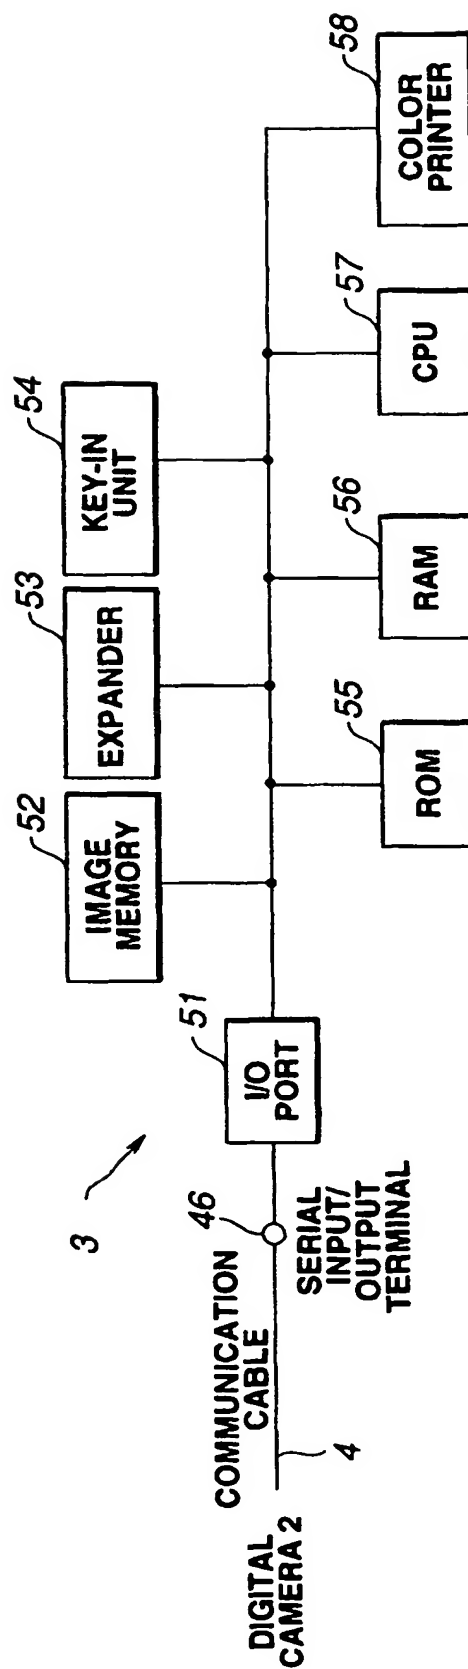 3
DIGITAL
CAMERA 2
4
COMMUNICATION
CABLE
46
SERIAL
INPUT/
OUTPUT
TERMINAL
51
I/O
PORT
52
IMAGE
MEMORY
53
EXPANDER
54
KEY-IN
UNIT
55
ROM
56
RAM
57
CPU
58
COLOR
PRINTER